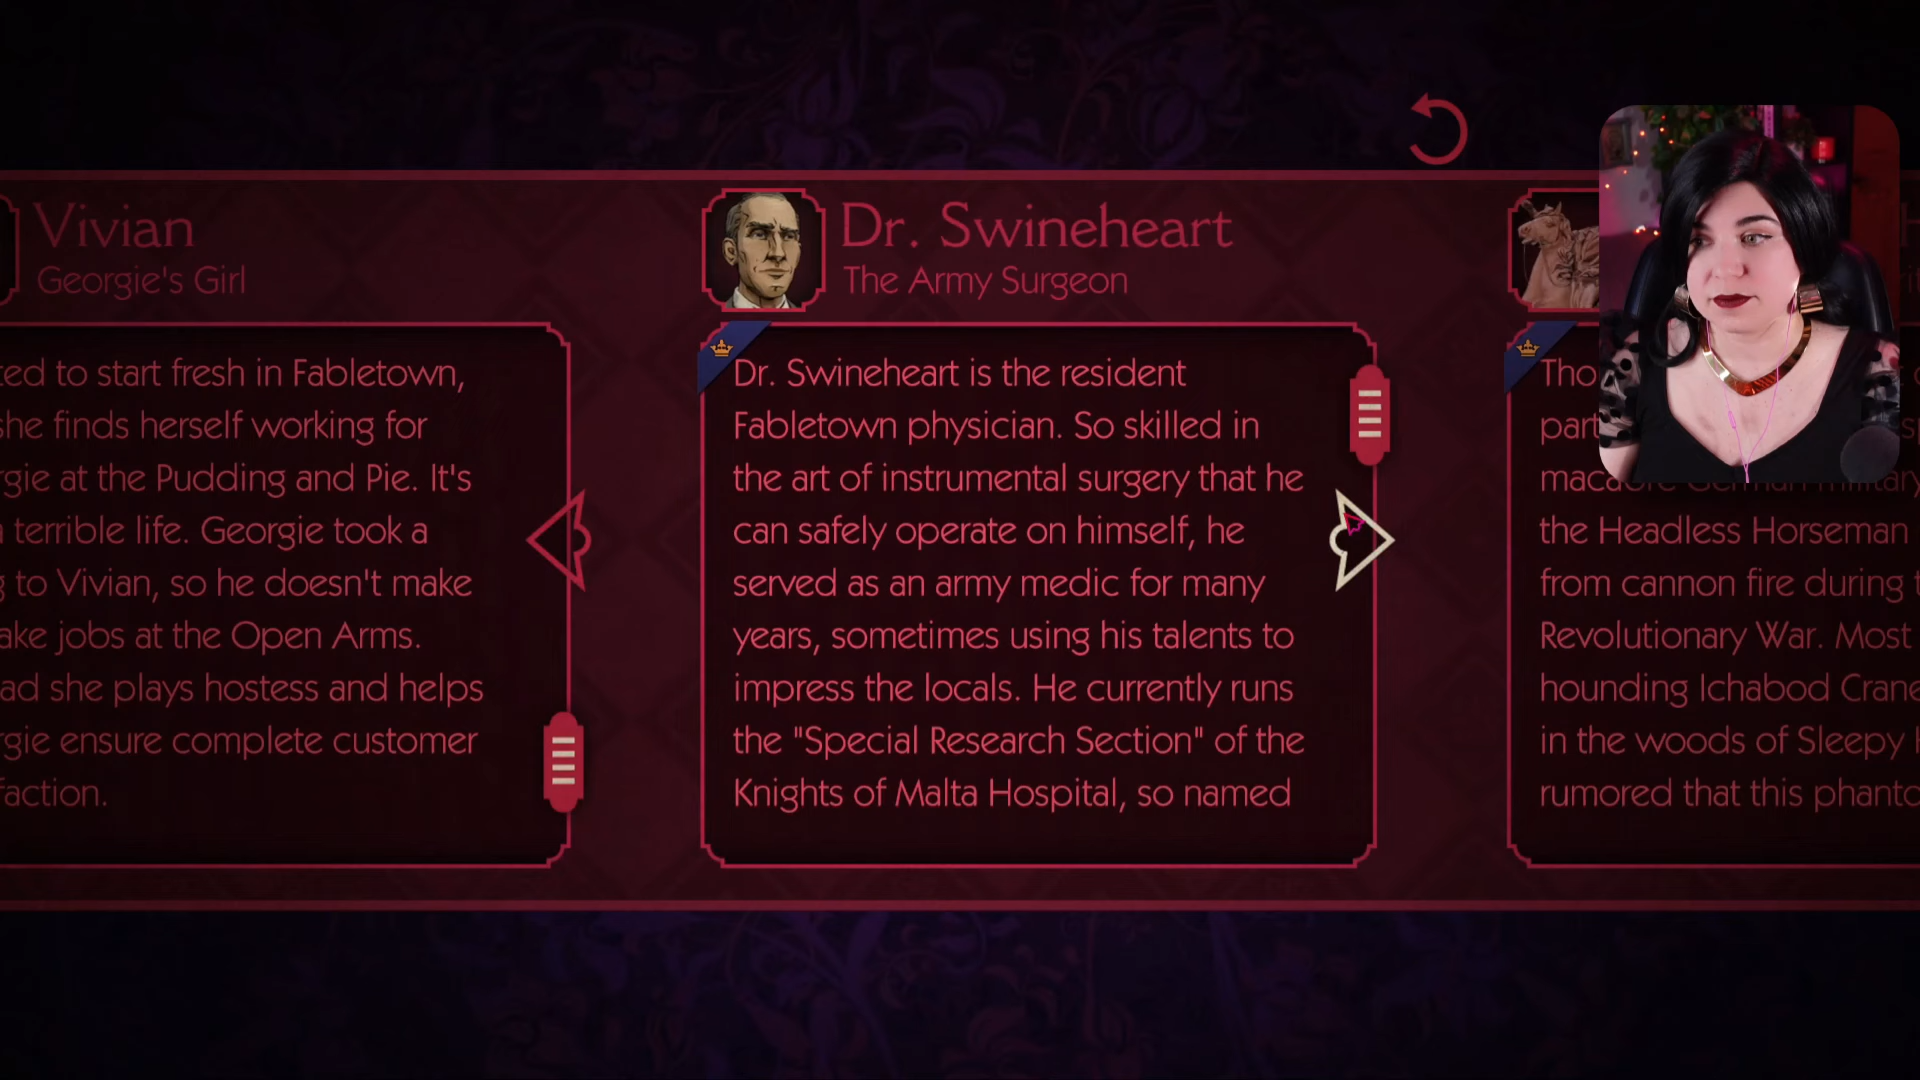 Vivian
Georgie's Girl
ted to start fresh in Fabletown,
she finds herself working for
rgie at the Pudding and Pie. It's
terrible life. Georgie took a
g to Vivian, so he doesn't make
ake jobs at the Open Arms.
ad she plays hostess and helps
rgie ensure complete customer
faction.
Dr. Swineheart
The Army Surgeon
Dr. Swineheart is the resident
Fabletown physician. So skilled in
the art of instrumental surgery that he
can safely operate on himself, he
served as an army medic for many
years, sometimes using his talents to
impress the locals. He currently runs
the "Special Research Section" of the
Knights of Malta Hospital, so named
Tho
part
the Headless Horseman
from cannon fire during
Revolutionary War. Most
hounding Ichabod Crane
in the woods of Sleepy
rumored that this phanto